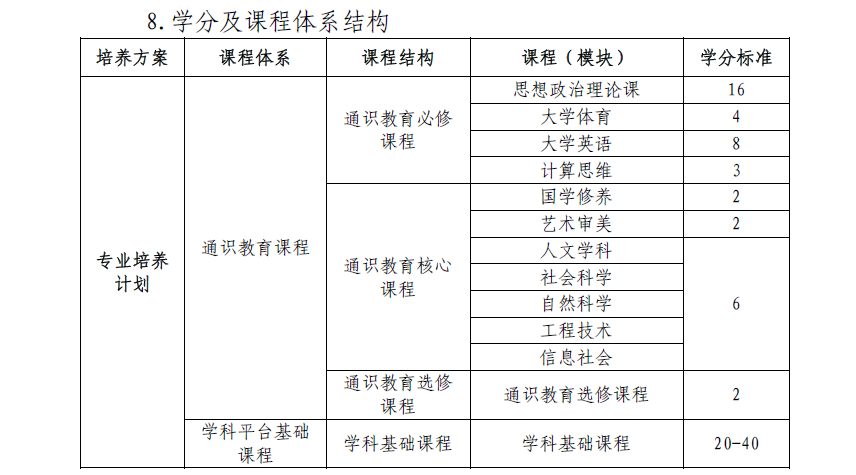 8.学分及课程体系结构
培养方案 课程体系 课程结构 课程（模块） 学分标准
专业培养
计划
通识教育课程
通识教育必修
课程
思想政治理论课 16
大学体育 4
大学英语 8
计算思维 3
通识教育核心
课程
国学修养 2
艺术审美 2
人文学科
社会科学
自然科学
工程技术
信息社会
6
通识教育选修
课程
通识教育选修课程 2
学科平台基础
课程
学科基础课程 学科基础课程 20-40